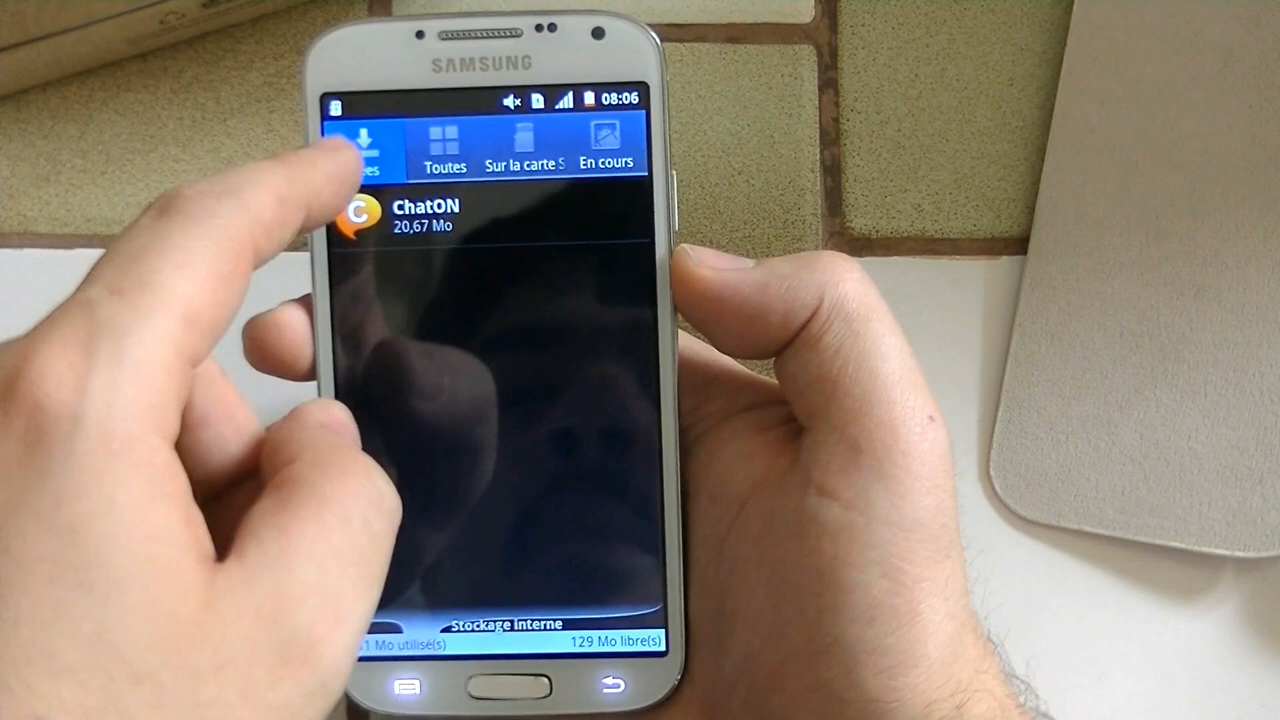 SAMSUNG
08:06
Toutes
Sur la carte S
En cours
C
ChatON
20,67 Mo
Stockage interne
Mo utilisé(s)
129 Mo libre(s)